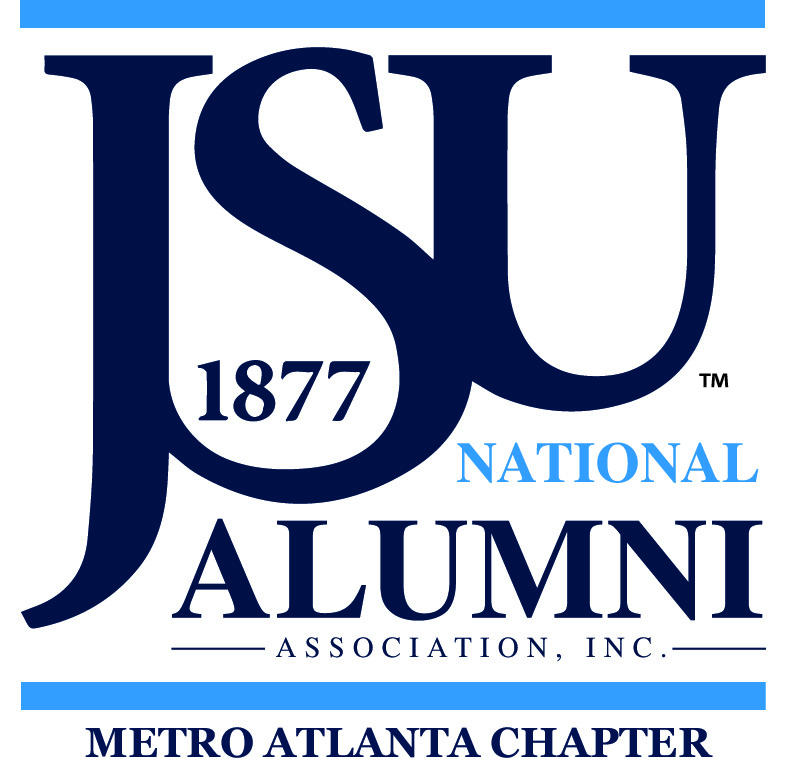 JSU
1877
™
NATIONAL
ALUMNI
ASSOCIATION, INC.
METRO ATLANTA CHAPTER